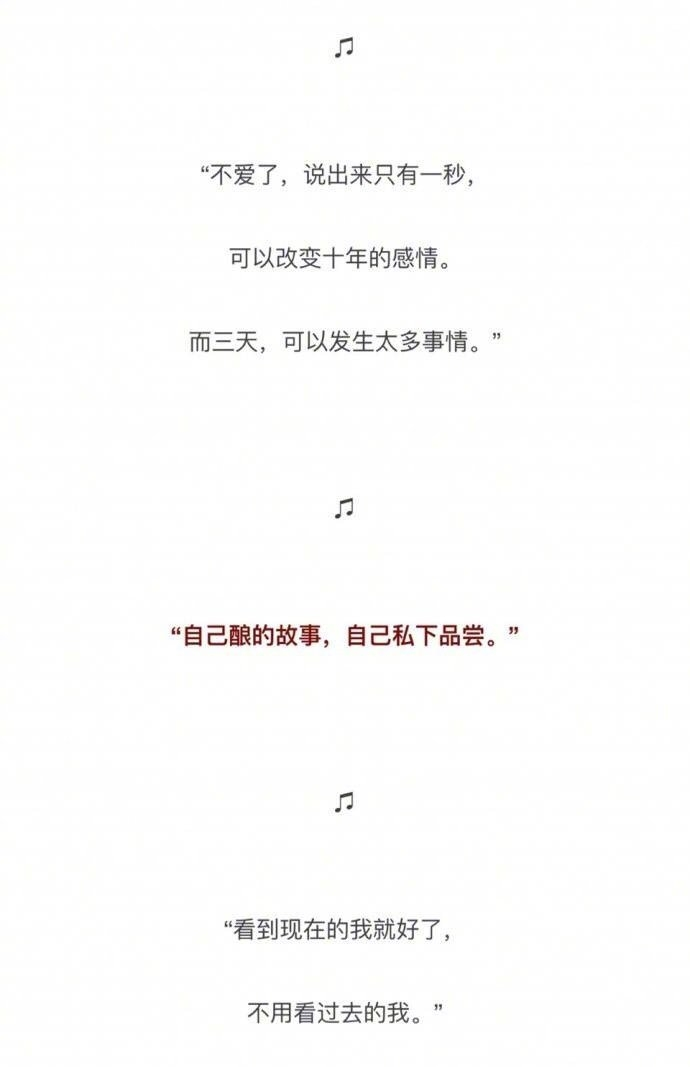 ♫
“不爱了，说出来只有一秒，
可以改变十年的感情。
而三天，可以发生太多事情。”
♫
“自己酿的故事，自己私下品尝。”
♫
“看到现在的我就好了，
不用看过去的我。”